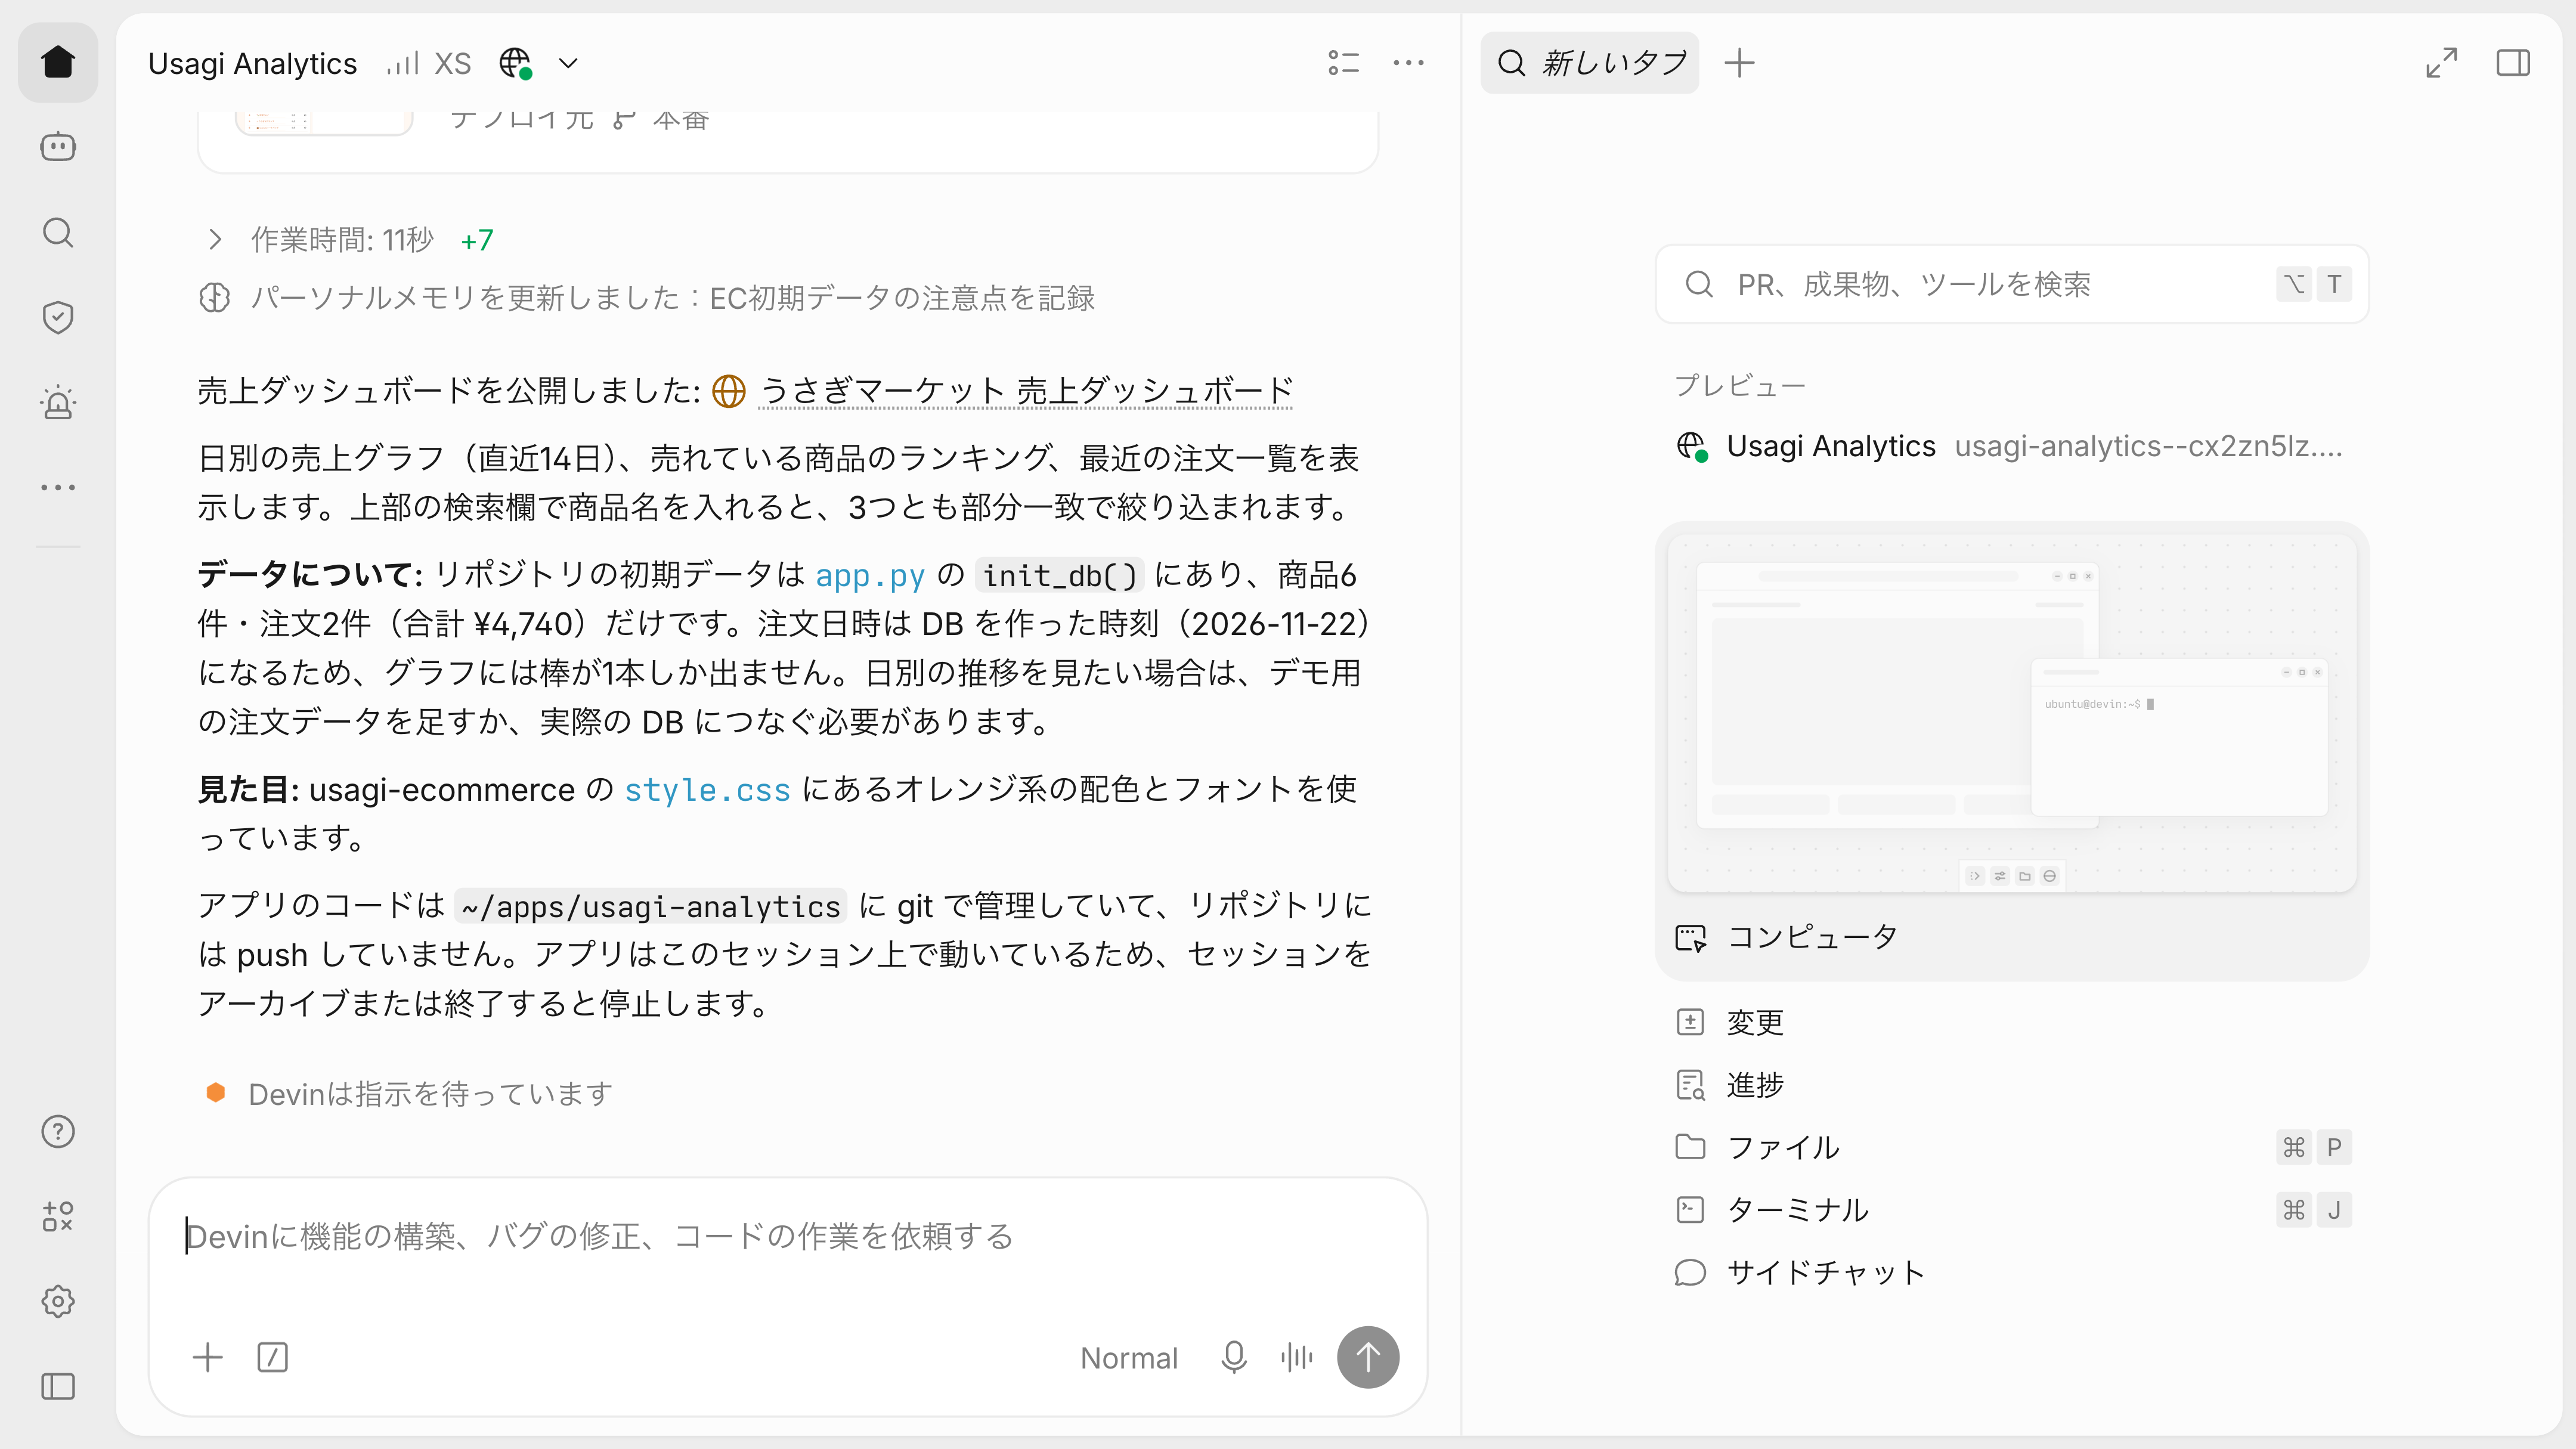 Usagi Analytics XS
デプロイ元 本番
作業時間: 11秒 +7
パーソナルメモリを更新しました：EC初期データの注意点を記録
売上ダッシュボードを公開しました: うさぎマーケット 売上ダッシュボード
日別の売上グラフ（直近14日）、売れている商品のランキング、最近の注文一覧を表
示します。上部の検索欄で商品名を入れると、3つとも部分一致で絞り込まれます。
データについて: リポジトリの初期データは app.py の init_db() にあり、商品6
件・注文2件（合計 ¥4,740）だけです。注文日時は DB を作った時刻（2026-11-22）
になるため、グラフには棒が1本しか出ません。日別の推移を見たい場合は、デモ用
の注文データを足すか、実際の DB につなぐ必要があります。
見た目: usagi-ecommerce の style.css にあるオレンジ系の配色とフォントを使
っています。
アプリのコードは ~/apps/usagi-analytics に git で管理していて、リポジトリに
は push していません。アプリはこのセッション上で動いているため、セッションを
アーカイブまたは終了すると停止します。
Devinは指示を待っています
Devinに機能の構築、バグの修正、コードの作業を依頼する
Normal
新しいタブ
PR、成果物、ツールを検索 ⌥ T
プレビュー
Usagi Analytics usagi-analytics--cx2zn5lz....
ubuntu@devin:~$
コンピュータ
変更
進捗
ファイル ⌘ P
ターミナル ⌘ J
サイドチャット